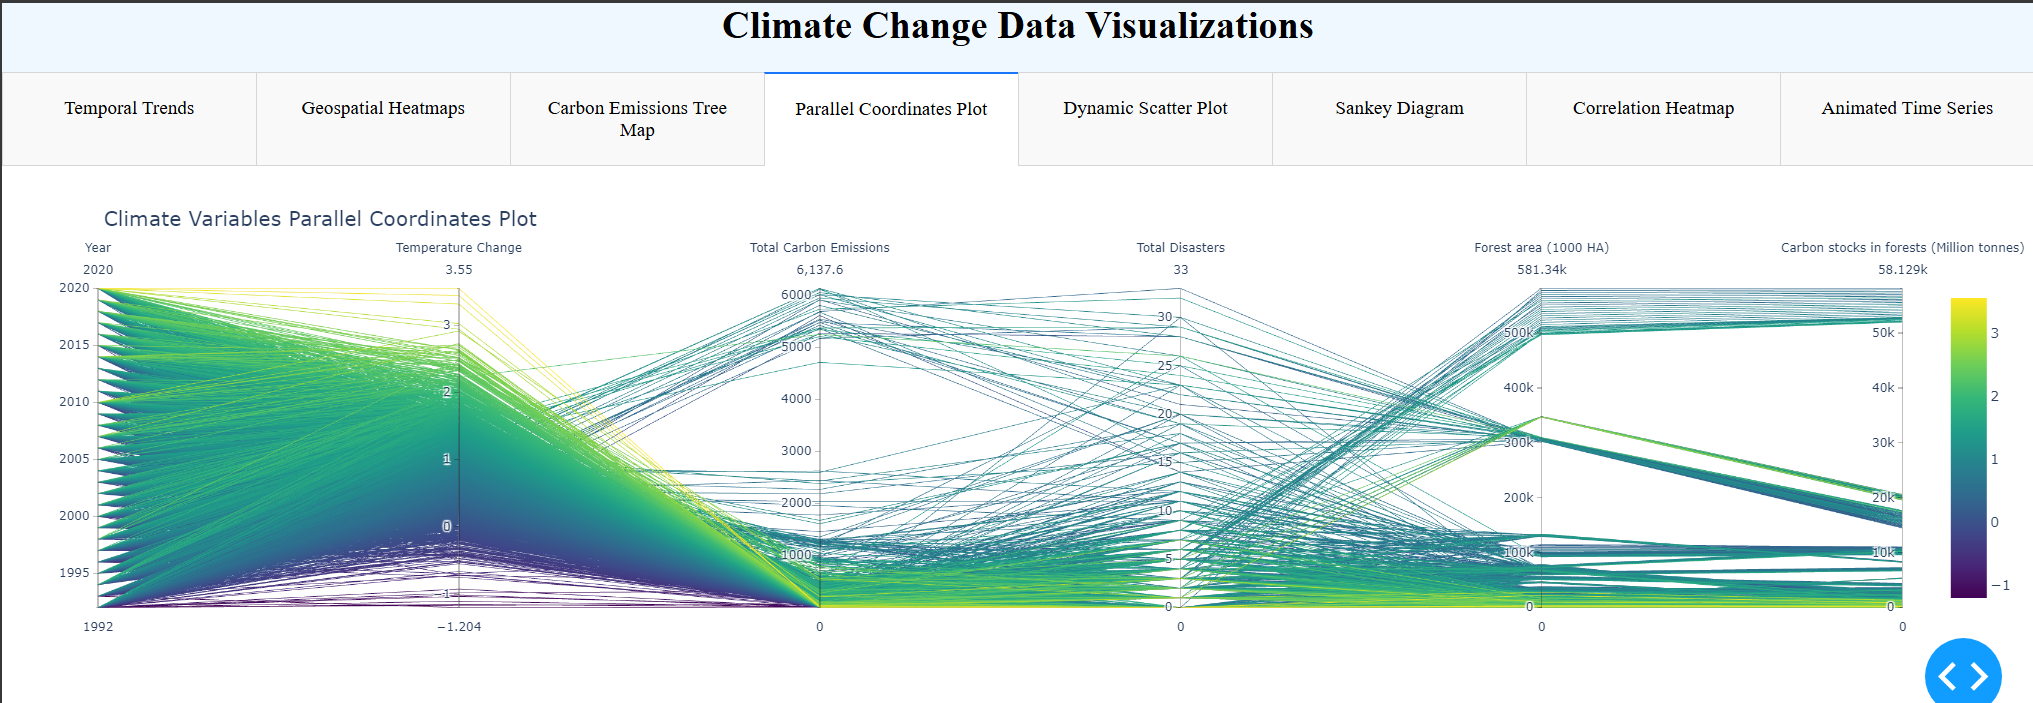 Climate Change Data Visualizations
Temporal Trends
Geospatial Heatmaps
Carbon Emissions Tree
Map
Parallel Coordinates Plot
Dynamic Scatter Plot
Sankey Diagram
Correlation Heatmap
Animated Time Series
Climate Variables Parallel Coordinates Plot
Year
2020
2020
2015
2010
2005
2000
1995
1992
Temperature Change
3.55
3
2
1
0
−1
−1.204
Total Carbon Emissions
6,137.6
6000
5000
4000
3000
2000
1000
0
Total Disasters
33
30
25
20
15
10
5
0
0
Forest area (1000 HA)
581.34k
500k
400k
300k
200k
100k
0
0
Carbon stocks in forests (Million tonnes)
58.129k
50k
40k
30k
20k
10k
0
0
3
2
1
0
−1